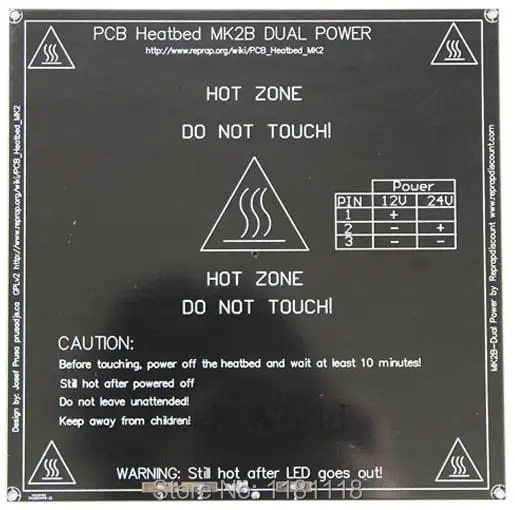 PCB Heatbed MK2B DUAL POWER
http://www.reprap.org/wiki/PCB_Heatbed_MK2
HOT ZONE
DO NOT TOUCH!
Power
PIN 12V 24V
1 +
2 - +
3 - -
HOT ZONE
DO NOT TOUCH!
CAUTION:
Before touching, power off the heatbed and wait at least 10 minutes!
Still hot after powered off
Do not leave unattended!
Keep away from children!
WARNING: Still hot after LED goes out!
Design by: Josef Prusa prusadjs.ca GPLv2 http://www.reprap.org/wiki/PCB_Heatbed_MK2
MK2B-Dual Power by Reprapdiscount www.reprapdiscount.com
Store No: 1181118